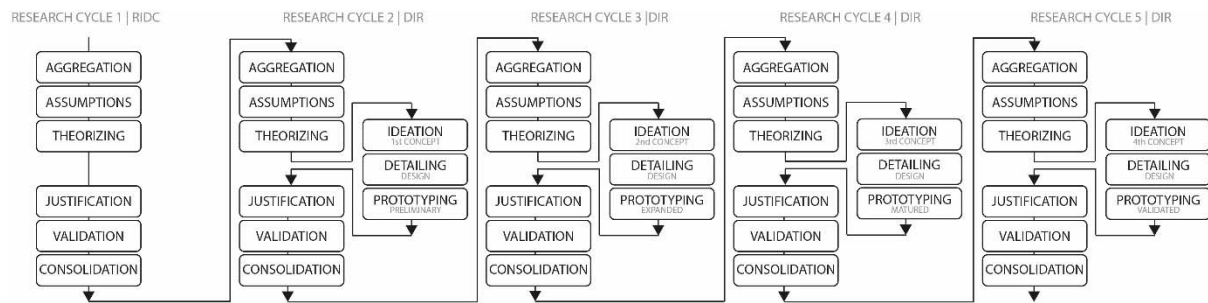 RESEARCH CYCLE 1 | RIDC
AGGREGATION
ASSUMPTIONS
THEORIZING
JUSTIFICATION
VALIDATION
CONSOLIDATION
RESEARCH CYCLE 2 | DIR
AGGREGATION
ASSUMPTIONS
THEORIZING
IDEATION
1st CONCEPT
DETAILING
DESIGN
PROTOTYPING
PRELIMINARY
JUSTIFICATION
VALIDATION
CONSOLIDATION
RESEARCH CYCLE 3 |DIR
AGGREGATION
ASSUMPTIONS
THEORIZING
IDEATION
2nd CONCEPT
DETAILING
DESIGN
PROTOTYPING
EXPANDED
JUSTIFICATION
VALIDATION
CONSOLIDATION
RESEARCH CYCLE 4 | DIR
AGGREGATION
ASSUMPTIONS
THEORIZING
IDEATION
3rd CONCEPT
DETAILING
DESIGN
PROTOTYPING
MATURED
JUSTIFICATION
VALIDATION
CONSOLIDATION
RESEARCH CYCLE 5 | DIR
AGGREGATION
ASSUMPTIONS
THEORIZING
IDEATION
4th CONCEPT
DETAILING
DESIGN
PROTOTYPING
VALIDATED
JUSTIFICATION
VALIDATION
CONSOLIDATION